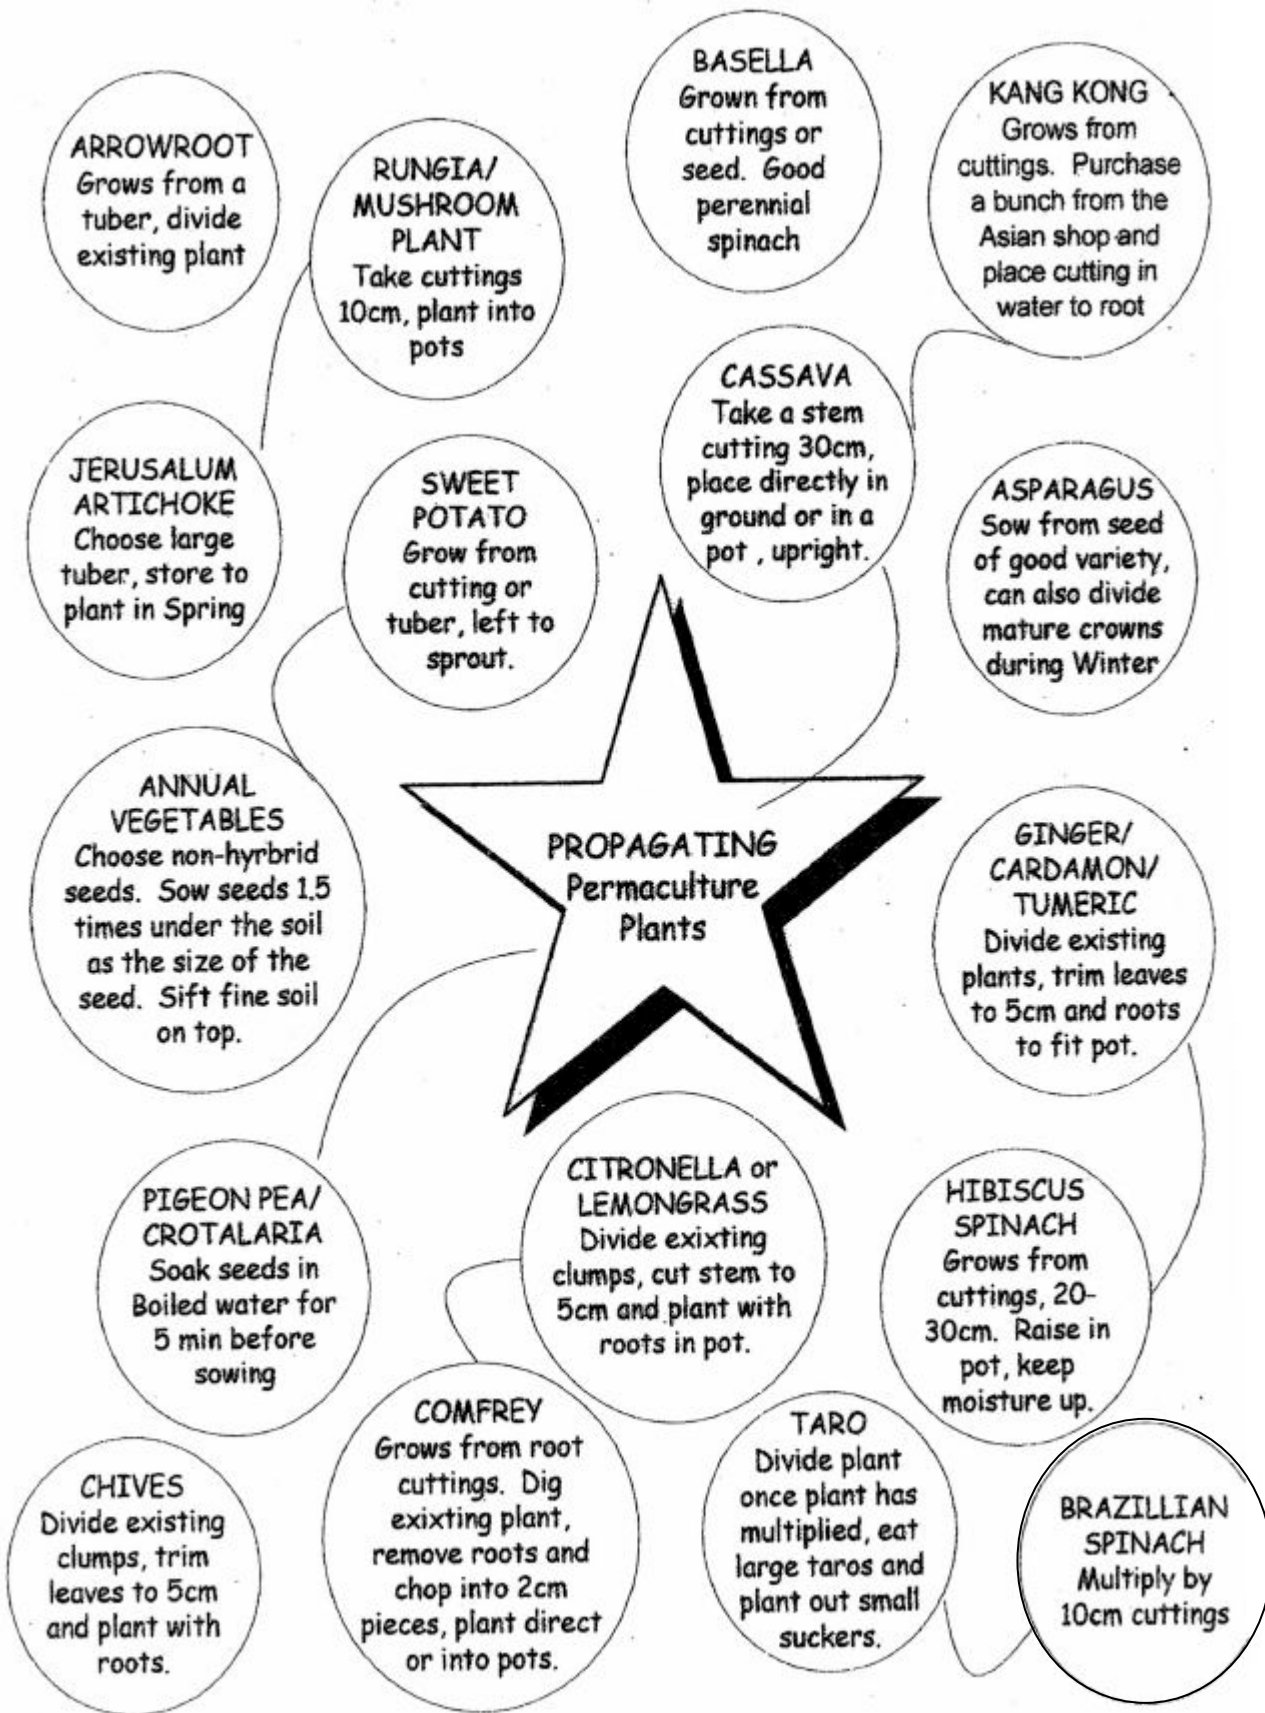 ARROWROOT
Grows from a
tuber, divide
existing plant
RUNGIA/
MUSHROOM
PLANT
Take cuttings
10cm, plant into
pots
BASELLA
Grown from
cuttings or
seed. Good
perennial
spinach
KANG KONG
Grows from
cuttings. Purchase
a bunch from the
Asian shop and
place cutting in
water to root
JERUSALUM
ARTICHOKE
Choose large
tuber, store to
plant in Spring
SWEET
POTATO
Grow from
cutting or
tuber, left to
sprout.
CASSAVA
Take a stem
cutting 30cm,
place directly in
ground or in a
pot , upright.
ASPARAGUS
Sow from seed
of good variety,
can also divide
mature crowns
during Winter
ANNUAL
VEGETABLES
Choose non-hyrbrid
seeds. Sow seeds 1.5
times under the soil
as the size of the
seed. Sift fine soil
on top.
PROPAGATING
Permaculture
Plants
GINGER/
CARDAMON/
TUMERIC
Divide existing
plants, trim leaves
to 5cm and roots
to fit pot.
PIGEON PEA/
CROTALARIA
Soak seeds in
Boiled water for
5 min before
sowing
CITRONELLA or
LEMONGRASS
Divide exixting
clumps, cut stem to
5cm and plant with
roots in pot.
HIBISCUS
SPINACH
Grows from
cuttings, 20-
30cm. Raise in
pot, keep
moisture up.
CHIVES
Divide existing
clumps, trim
leaves to 5cm
and plant with
roots.
COMFREY
Grows from root
cuttings. Dig
exixting plant,
remove roots and
chop into 2cm
pieces, plant direct
or into pots.
TARO
Divide plant
once plant has
multiplied, eat
large taros and
plant out small
suckers.
BRAZILLIAN
SPINACH
Multiply by
10cm cuttings